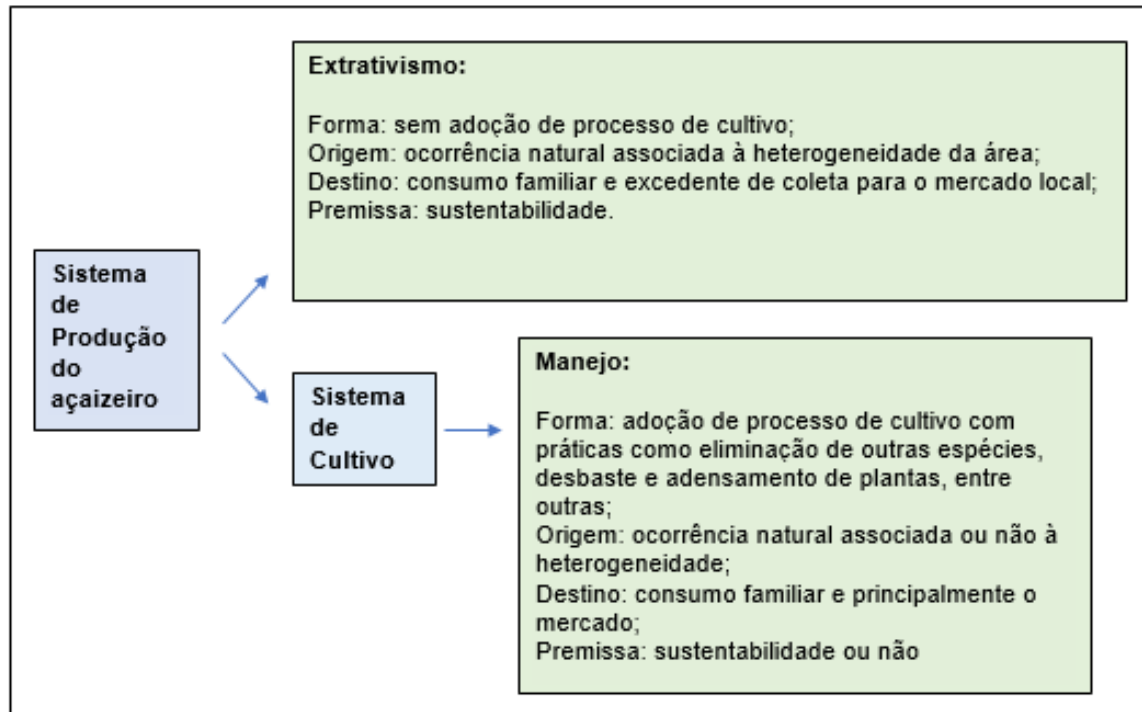 Extrativismo:
Forma: sem adoção de processo de cultivo;
Origem: ocorrência natural associada à heterogeneidade da área;
Destino: consumo familiar e excedente de coleta para o mercado local;
Premissa: sustentabilidade.
Sistema
de
Produção
do
açaizeiro
Sistema
de
Cultivo
Manejo:
Forma: adoção de processo de cultivo com
práticas como eliminação de outras espécies,
desbaste e adensamento de plantas, entre
outras;
Origem: ocorrência natural associada ou não à
heterogeneidade;
Destino: consumo familiar e principalmente o
mercado;
Premissa: sustentabilidade ou não